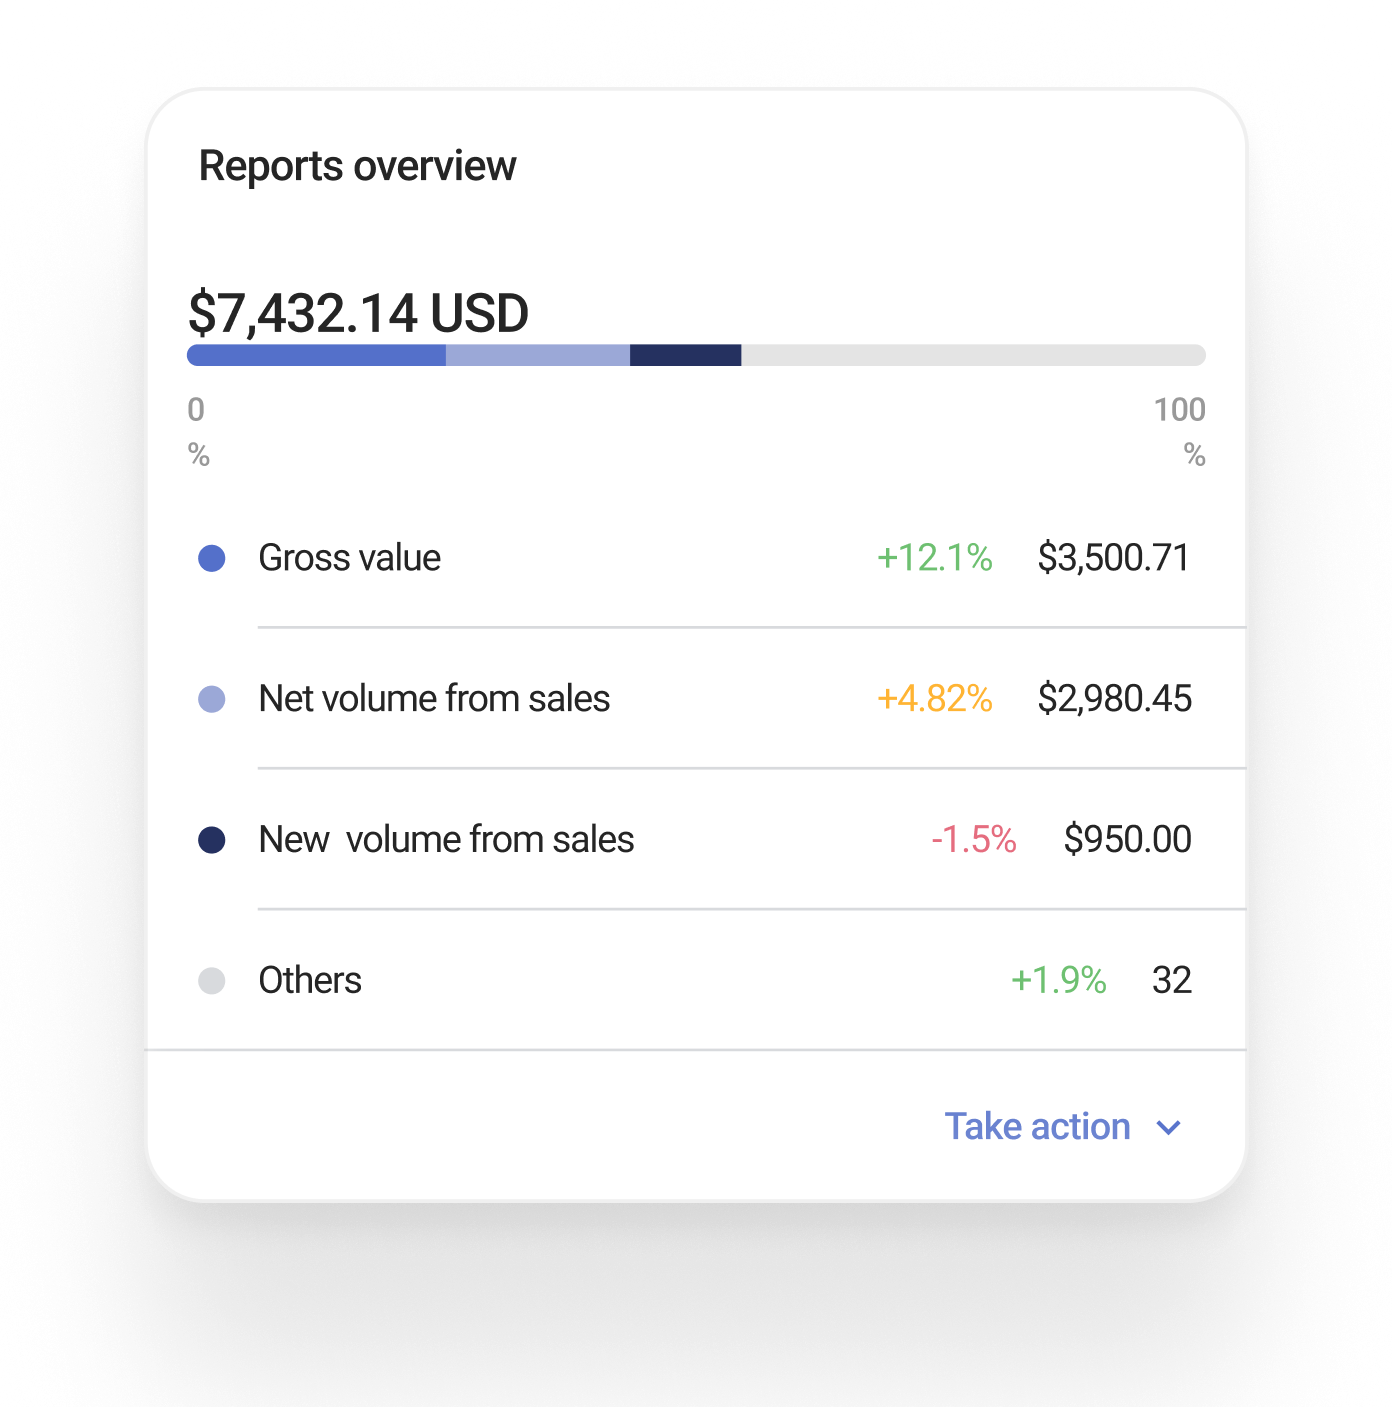 Reports overview
$7,432.14 USD
0 100
% %
Gross value +12.1% $3,500.71
Net volume from sales +4.82% $2,980.45
New  volume from sales -1.5% $950.00
Others +1.9% 32
Take action